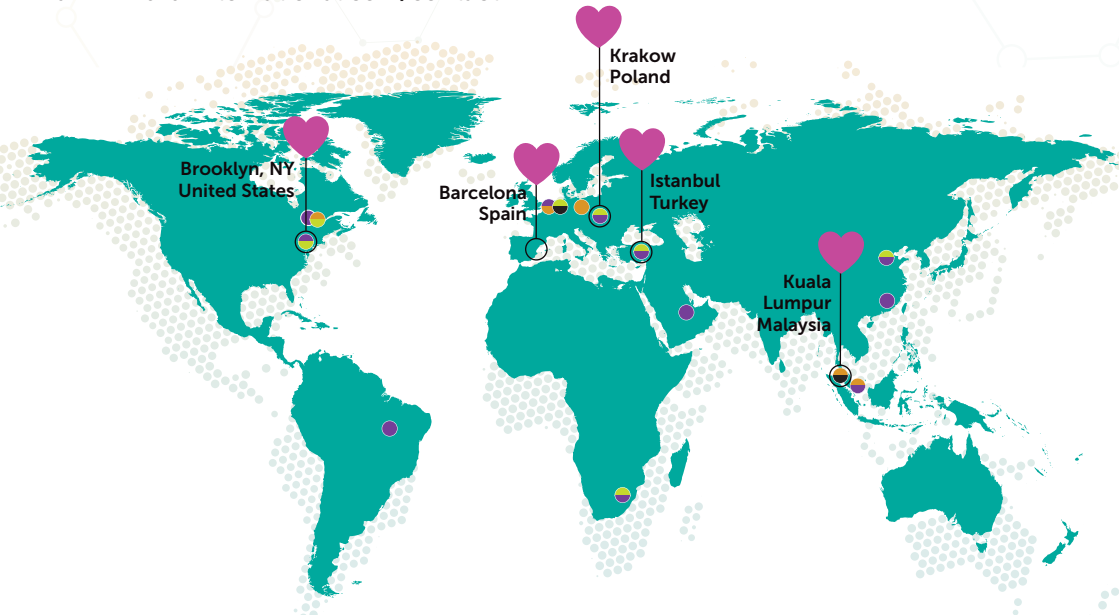 Krakow
Poland
Brooklyn, NY
United States
Barcelona
Spain
Istanbul
Turkey
Kuala
Lumpur
Malaysia